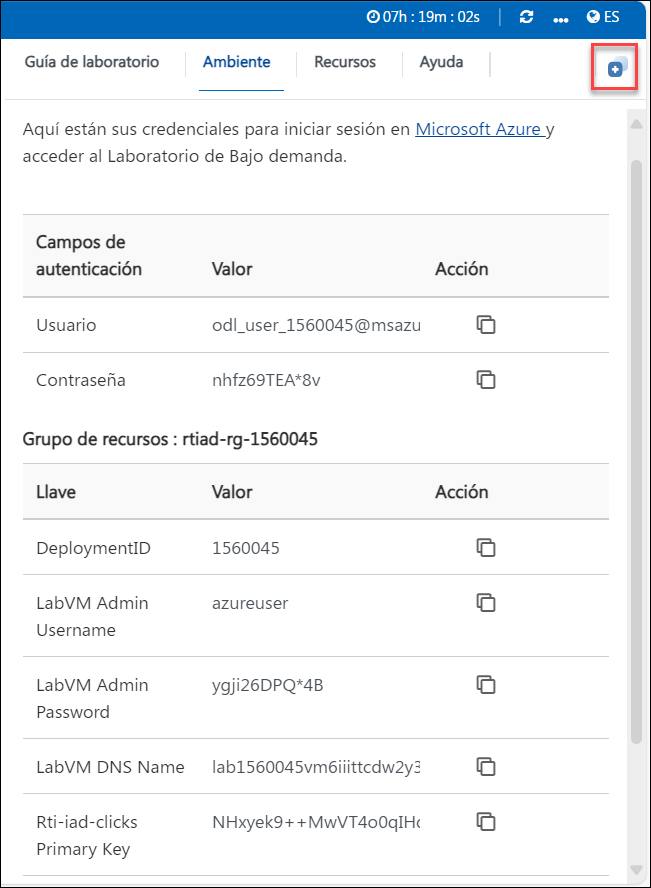 07h : 19m : 02s ES
Guía de laboratorio Ambiente Recursos Ayuda
Aquí están sus credenciales para iniciar sesión en Microsoft Azure y
acceder al Laboratorio de Bajo demanda.
Campos de
autenticación Valor Acción
Usuario odl_user_1560045@msazu
Contraseña nhfz69TEA*8v
Grupo de recursos : rtiad-rg-1560045
Llave Valor Acción
DeploymentID 1560045
LabVM Admin azureuser
Username
LabVM Admin ygji26DPQ*4B
Password
LabVM DNS Name lab1560045vm6iiittcdw2y3
Rti-iad-clicks NHxyek9++MwVT4o0qIHc
Primary Key